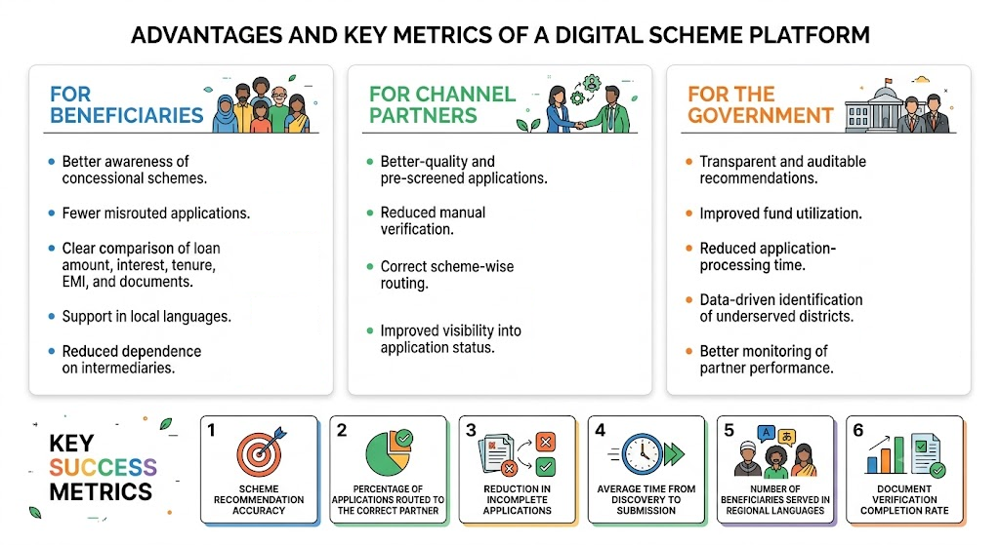 ADVANTAGES AND KEY METRICS OF A DIGITAL SCHEME PLATFORM
FOR
BENEFICIARIES
Better awareness of
concessional schemes.
Fewer misrouted applications.
Clear comparison of loan
amount, interest, tenure,
EMI, and documents.
Support in local languages.
Reduced dependence
on intermediaries.
FOR CHANNEL
PARTNERS
Better-quality and
pre-screened applications.
Reduced manual
verification.
Correct scheme-wise
routing.
Improved visibility into
application status.
FOR THE
GOVERNMENT
Transparent and auditable
recommendations.
Improved fund utilization.
Reduced application-
processing time.
Data-driven identification
of underserved districts.
Better monitoring of
partner performance.
KEY
SUCCESS
METRICS
1
SCHEME
RECOMMENDATION
ACCURACY
2
PERCENTAGE OF
APPLICATIONS ROUTED TO
THE CORRECT PARTNER
3
REDUCTION IN
INCOMPLETE
APPLICATIONS
4
AVERAGE TIME FROM
DISCOVERY TO
SUBMISSION
5
A あ
NUMBER OF
BENEFICIARIES SERVED IN
REGIONAL LANGUAGES
6
DOCUMENT
VERIFICATION
COMPLETION RATE